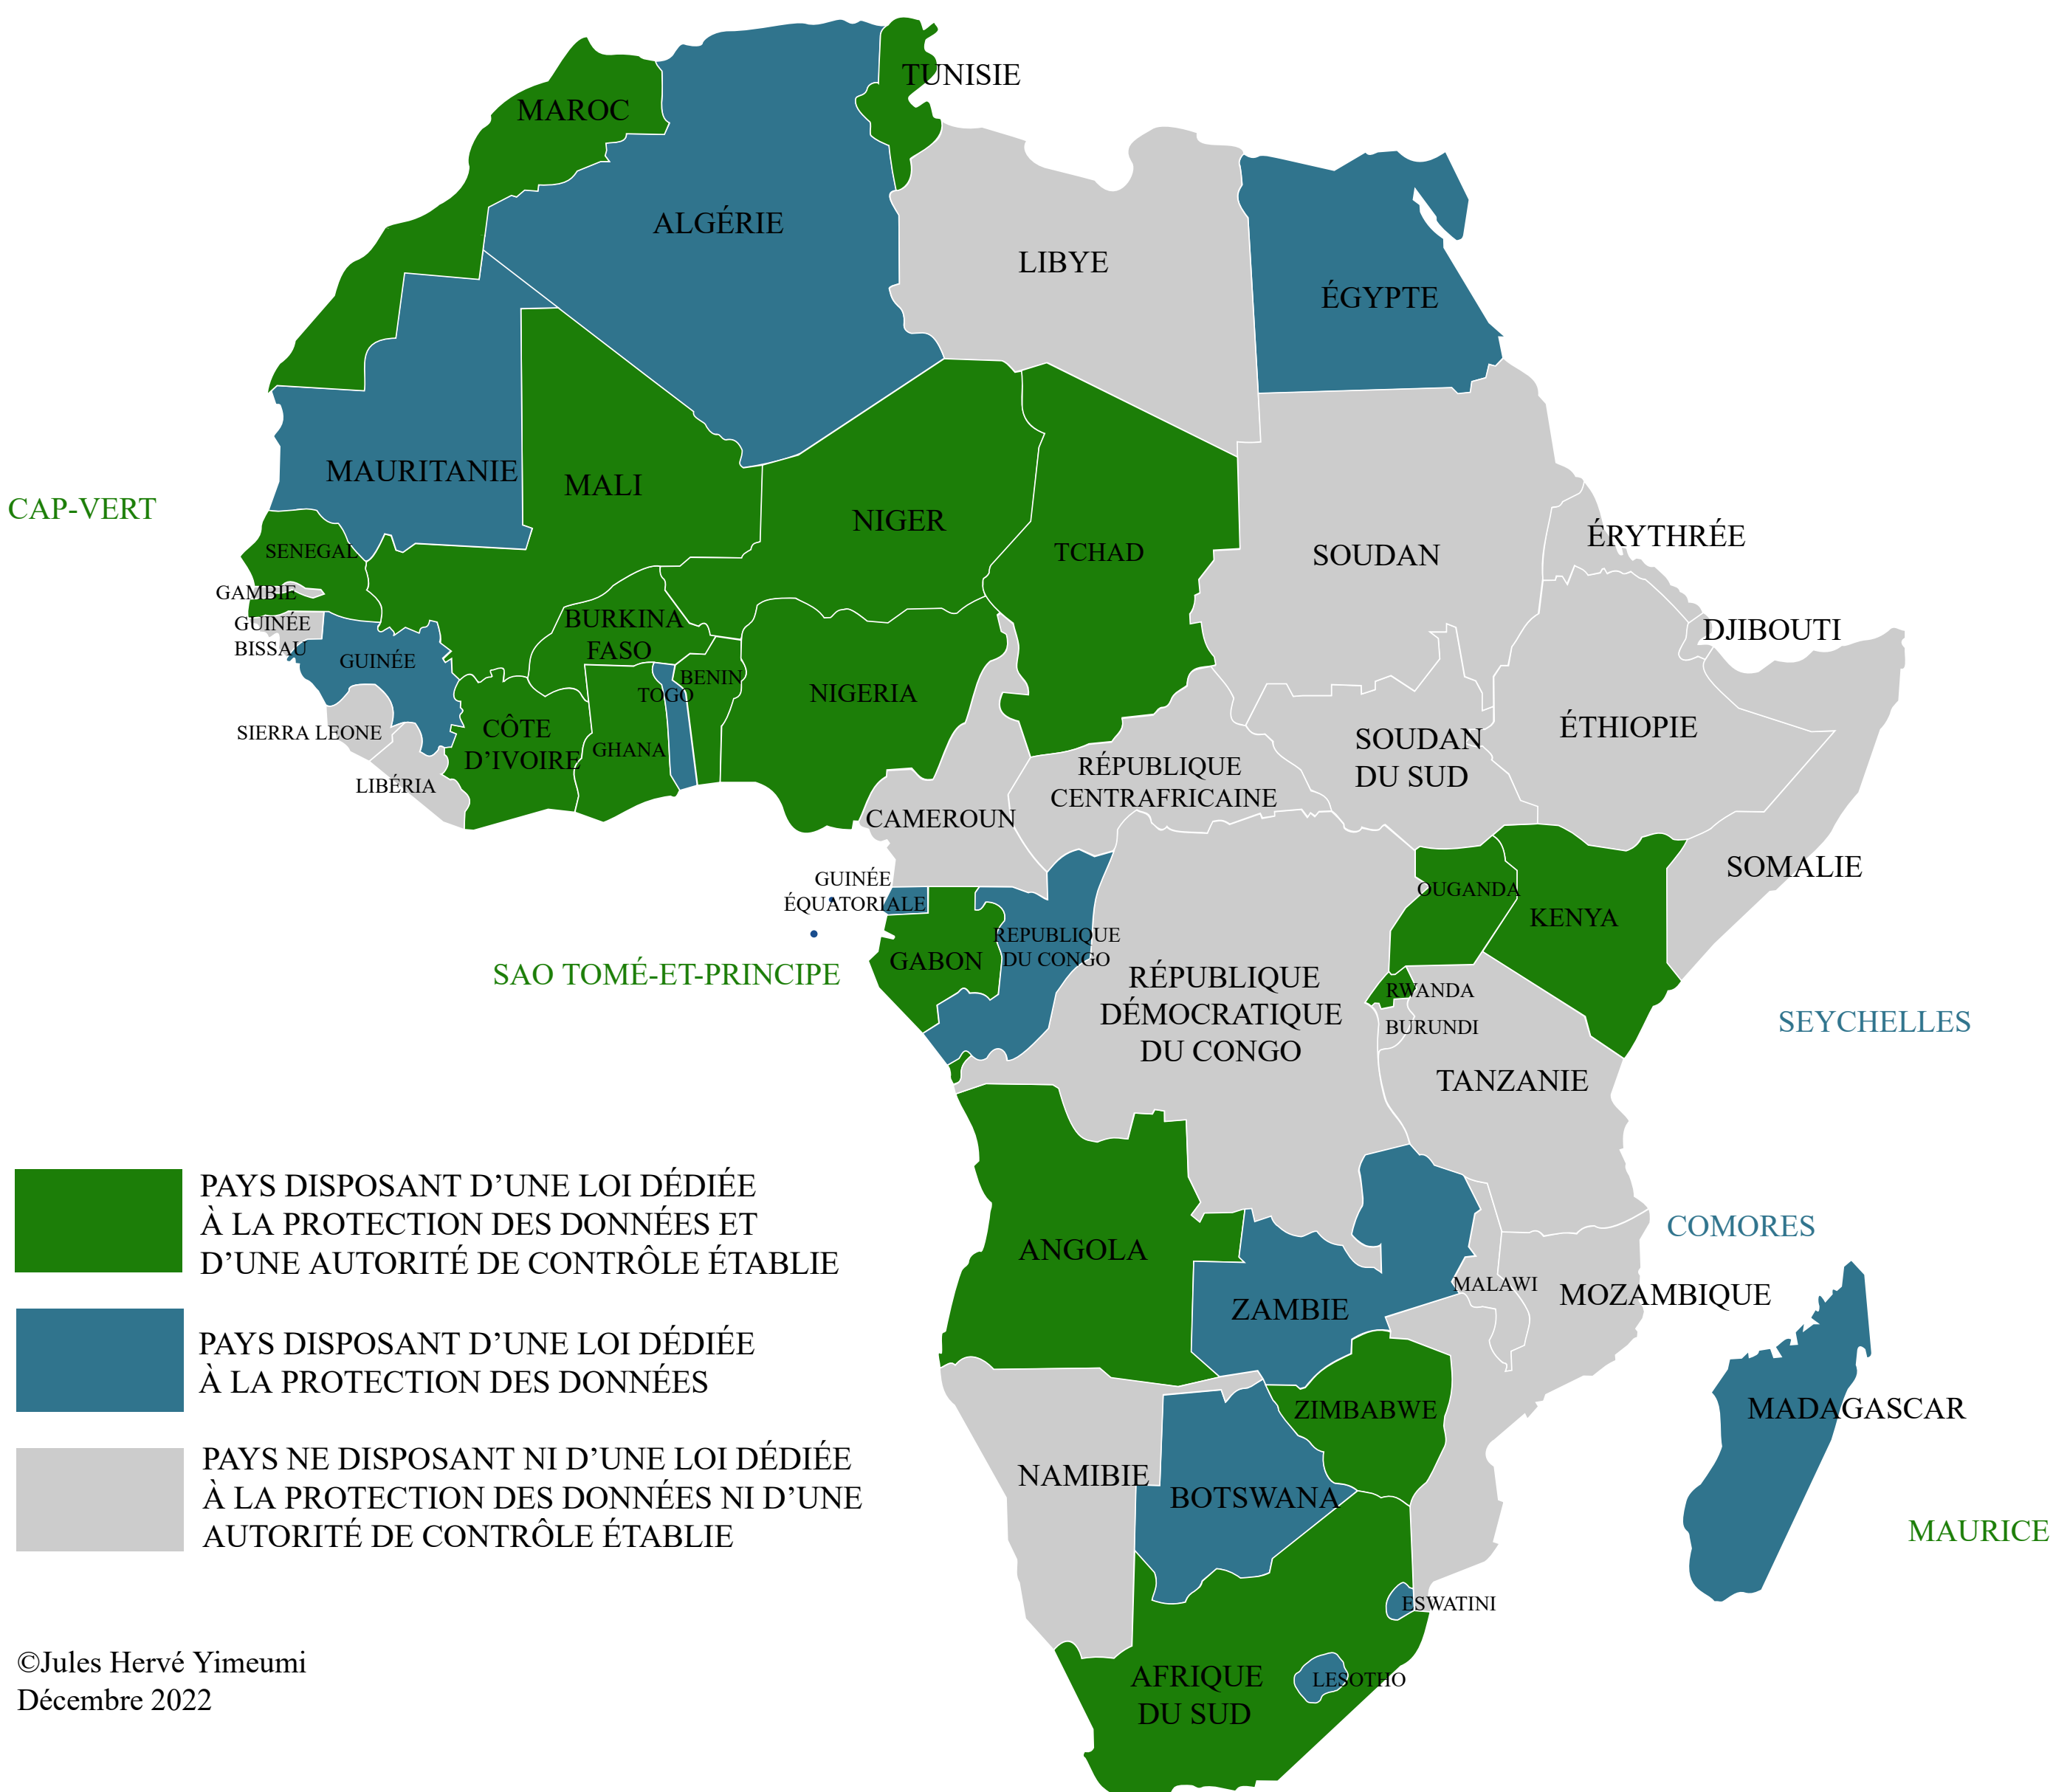 TUNISIE
MAROC
ALGÉRIE
LIBYE
ÉGYPTE
MAURITANIE
MALI
CAP-VERT
NIGER
ÉRYTHRÉE
SENEGAL
TCHAD
SOUDAN
GAMBIE
BURKINA
FASO
GUINÉE
BISSAU
DJIBOUTI
GUINÉE
BENIN
TOGO
NIGERIA
SIERRA LEONE
CÔTE
D’IVOIRE
GHANA
SOUDAN
DU SUD
ÉTHIOPIE
LIBÉRIA
RÉPUBLIQUE
CENTRAFRICAINE
CAMEROUN
SOMALIE
GUINÉE
ÉQUATORIALE
OUGANDA
KENYA
REPUBLIQUE
DU CONGO
GABON
SAO TOMÉ-ET-PRINCIPE
RÉPUBLIQUE
DÉMOCRATIQUE
DU CONGO
RWANDA
BURUNDI
SEYCHELLES
TANZANIE
PAYS DISPOSANT D’UNE LOI DÉDIÉE
À LA PROTECTION DES DONNÉES ET
D’UNE AUTORITÉ DE CONTRÔLE ÉTABLIE
COMORES
ANGOLA
MALAWI
MOZAMBIQUE
ZAMBIE
PAYS DISPOSANT D’UNE LOI DÉDIÉE
À LA PROTECTION DES DONNÉES
ZIMBABWE
MADAGASCAR
PAYS NE DISPOSANT NI D’UNE LOI DÉDIÉE
À LA PROTECTION DES DONNÉES NI D’UNE
AUTORITÉ DE CONTRÔLE ÉTABLIE
NAMIBIE
BOTSWANA
MAURICE
ESWATINI
©Jules Hervé Yimeumi
Décembre 2022
AFRIQUE
DU SUD
LESOTHO